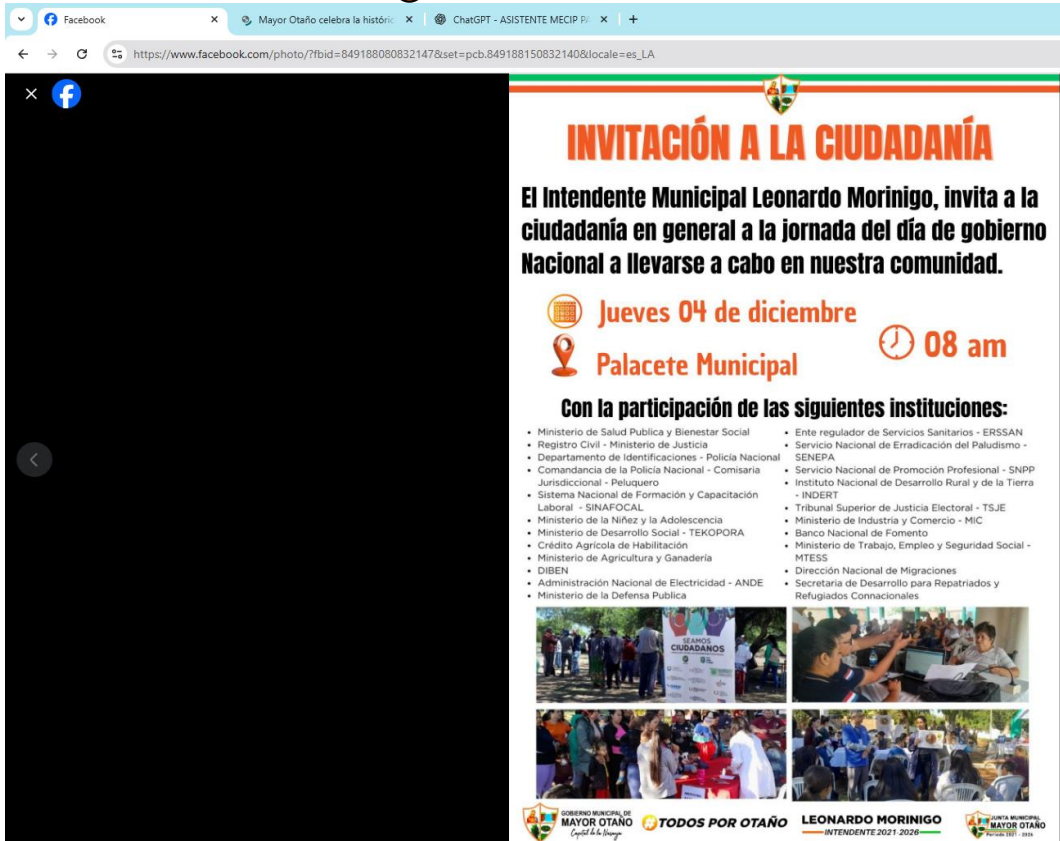 Facebook
Mayor Otaño celebra la históric
ChatGPT - ASISTENTE MECIP PA
https://www.facebook.com/photo/?fbid=849188080832147&set=pcb.849188150832140&locale=es_LA
INVITACIÓN A LA CIUDADANÍA
El Intendente Municipal Leonardo Morinigo, invita a la
ciudadanía en general a la jornada del día de gobierno
Nacional a llevarse a cabo en nuestra comunidad.
Jueves 04 de diciembre
08 am
Palacete Municipal
Con la participación de las siguientes instituciones:
• Ministerio de Salud Publica y Bienestar Social
• Registro Civil - Ministerio de Justicia
• Departamento de Identificaciones - Policía Nacional
• Comandancia de la Policía Nacional - Comisaria
Jurisdiccional - Peluquero
• Sistema Nacional de Formación y Capacitación
Laboral - SINAFOCAL
• Ministerio de la Niñez y la Adolescencia
• Ministerio de Desarrollo Social - TEKOPORA
• Crédito Agrícola de Habilitación
• Ministerio de Agricultura y Ganadería
• DIBEN
• Administración Nacional de Electricidad - ANDE
• Ministerio de la Defensa Publica
• Ente regulador de Servicios Sanitarios - ERSSAN
• Servicio Nacional de Erradicación del Paludismo -
SENEPA
• Servicio Nacional de Promoción Profesional - SNPP
• Instituto Nacional de Desarrollo Rural y de la Tierra
- INDERT
• Tribunal Superior de Justicia Electoral - TSJE
• Ministerio de Industria y Comercio - MIC
• Banco Nacional de Fomento
• Ministerio de Trabajo, Empleo y Seguridad Social -
MTESS
• Dirección Nacional de Migraciones
• Secretaria de Desarrollo para Repatriados y
Refugiados Connacionales
SEAMOS
CIUDADANOS
GOBIERNO MUNICIPAL DE
MAYOR OTAÑO
Capital de la Naranja
#TODOS POR OTAÑO
LEONARDO MORINIGO
INTENDENTE 2021-2026
JUNTA MUNICIPAL
MAYOR OTAÑO
Periodo 2021 - 2026